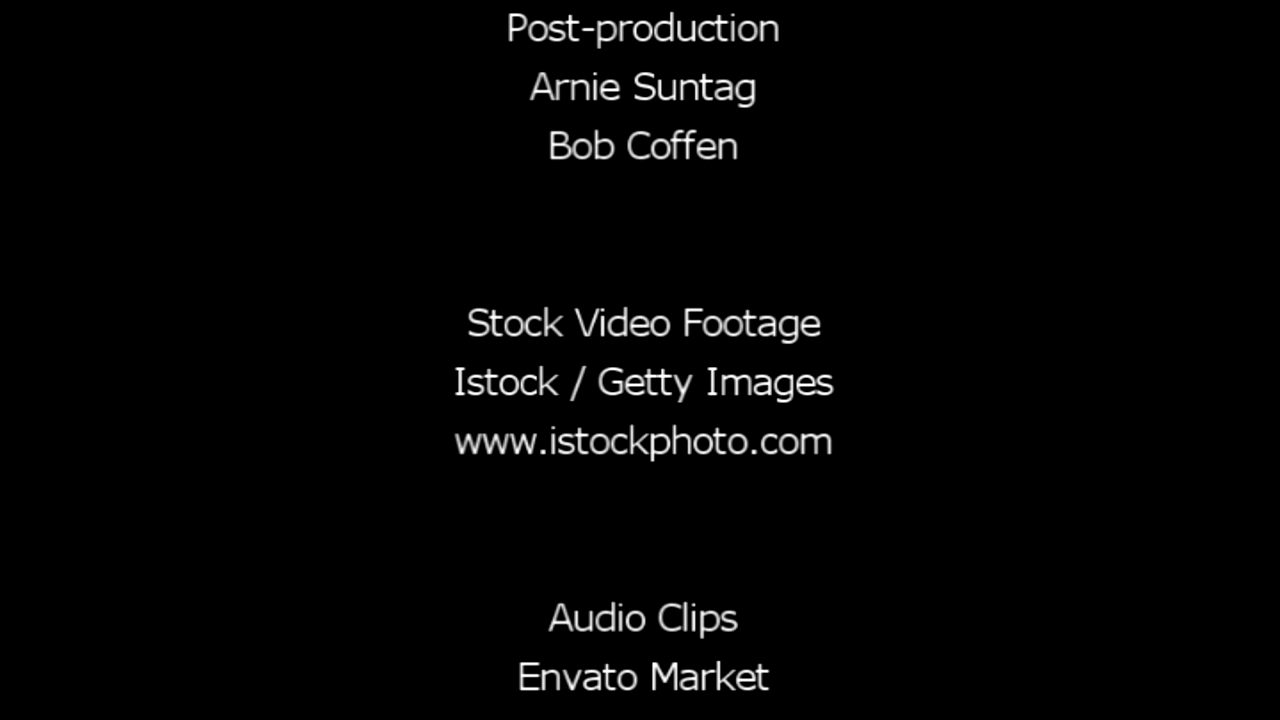 Post-production
Arnie Suntag
Bob Coffen
Stock Video Footage
Istock / Getty Images
www.istockphoto.com
Audio Clips
Envato Market